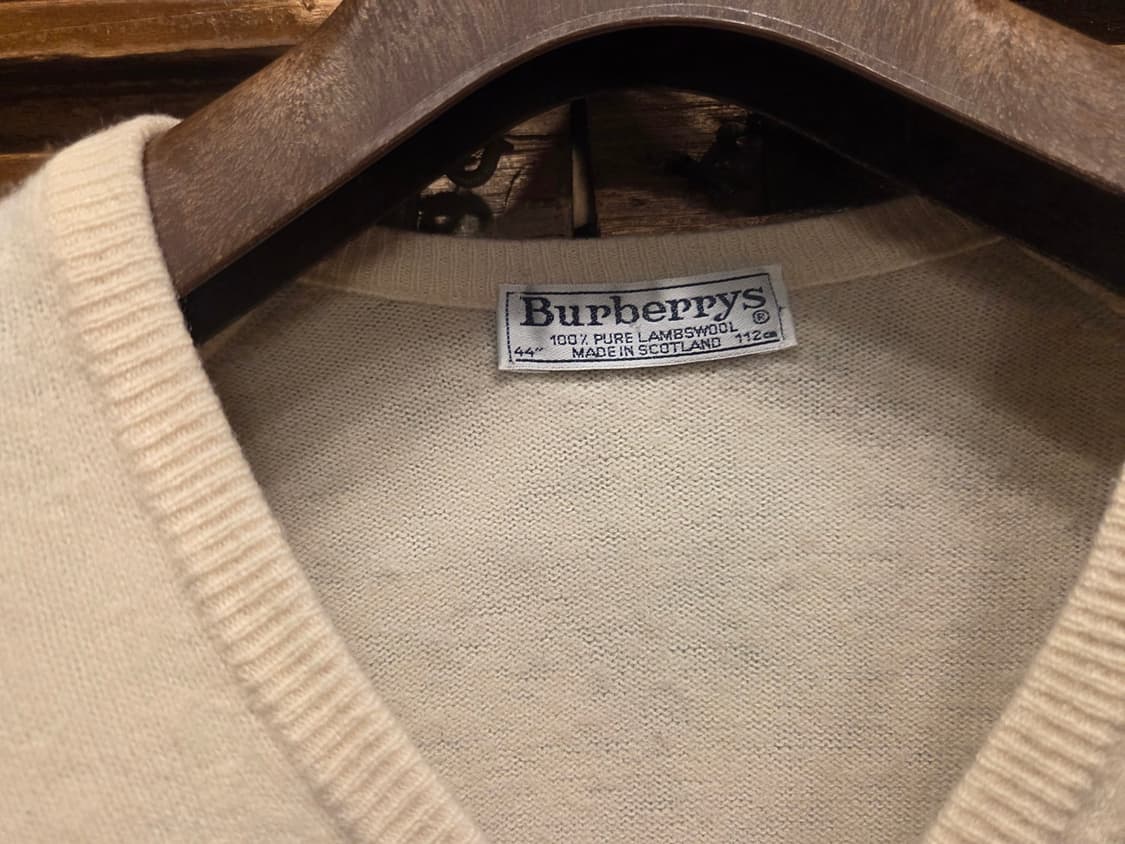 Burberrys
®
100% PURE LAMBSWOOL
44" MADE IN SCOTLAND 112cm